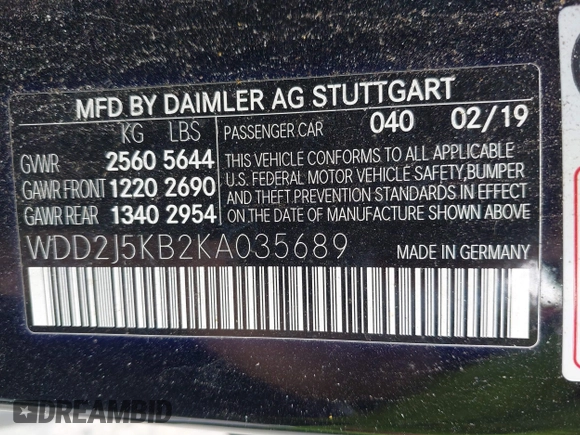 MFD BY DAIMLER AG STUTTGART
KG LBS PASSENGER CAR 040 02/19
GVWR 2560 5644
GAWR FRONT 1220 2690
GAWR REAR 1340 2954
THIS VEHICLE CONFORMS TO ALL APPLICABLE
U.S. FEDERAL MOTOR VEHICLE SAFETY,BUMPER
AND THEFT PREVENTION STANDARDS IN EFFECT
ON THE DATE OF MANUFACTURE SHOWN ABOVE.
WDD2J5KB2KA035689 MADE IN GERMANY
DREAMBID